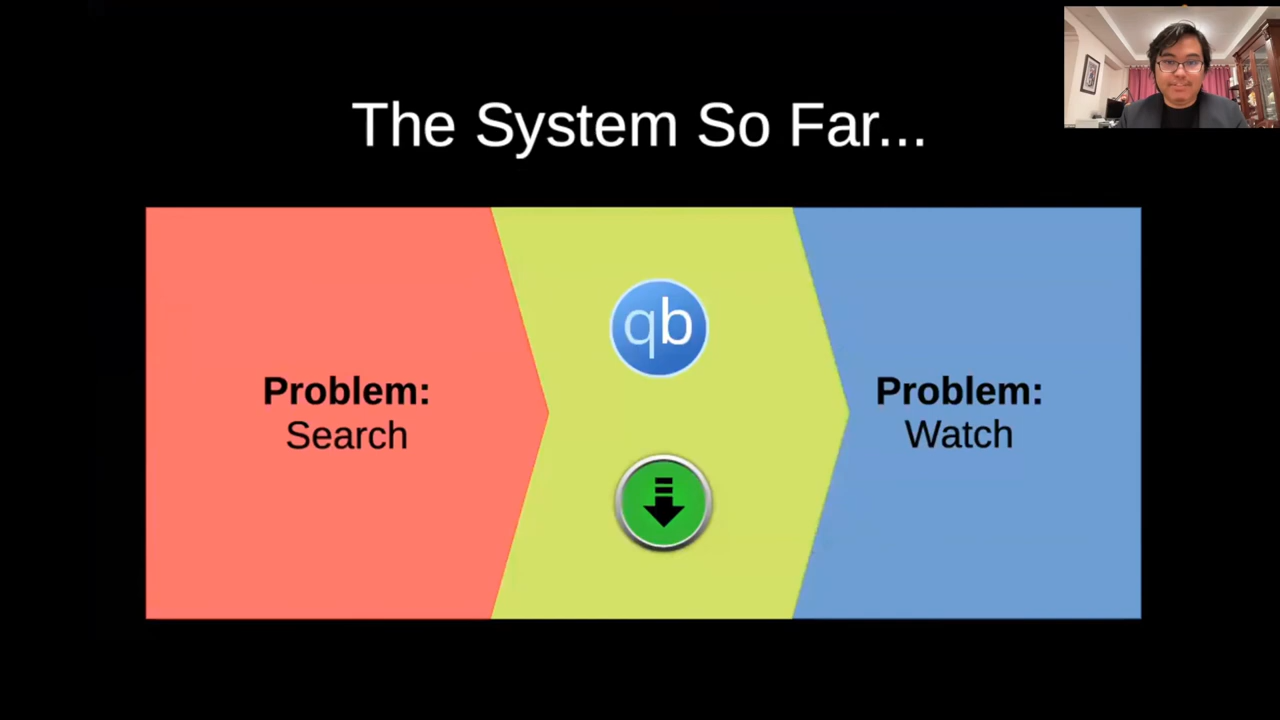 The System So Far...
Problem:
Search
qb
Problem:
Watch